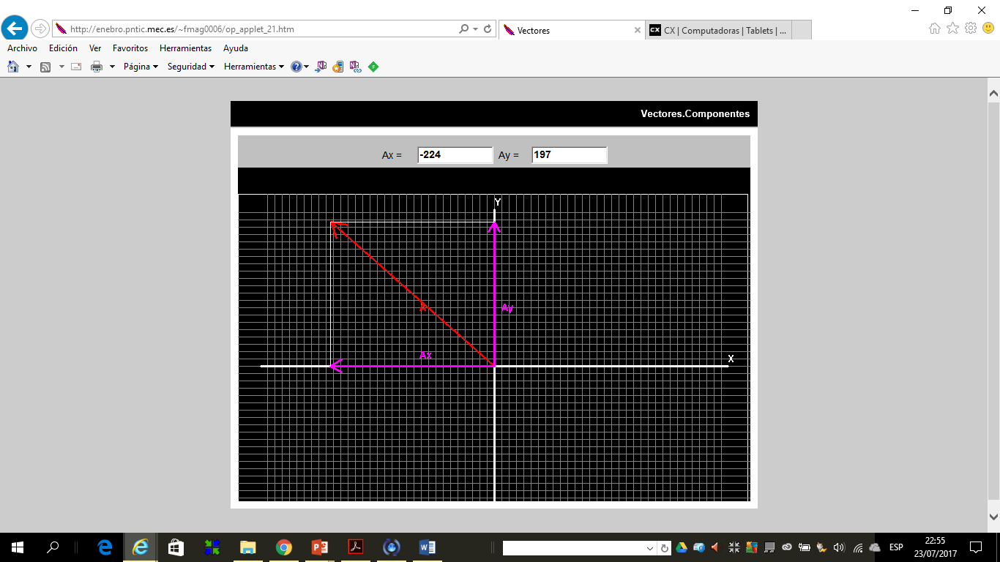 http://enebro.pntic.mec.es/~fmag0006/op_applet_21.htm
Vectores
CX | Computadoras | Tablets | ...
Archivo Edición Ver Favoritos Herramientas Ayuda
Página Seguridad Herramientas
Vectores.Componentes
Ax = -224 Ay = 197
Y
A
Ay
Ax
X
ESP
22:55
23/07/2017